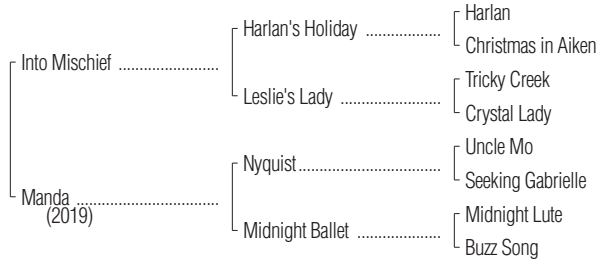 Harlan
Harlan's Holiday ..................
Christmas in Aiken
Into Mischief ........................
Tricky Creek
Leslie's Lady ........................
Crystal Lady
Uncle Mo
Nyquist..................................
Seeking Gabrielle
Manda ..................................
(2019)
Midnight Lute
Midnight Ballet ....................
Buzz Song